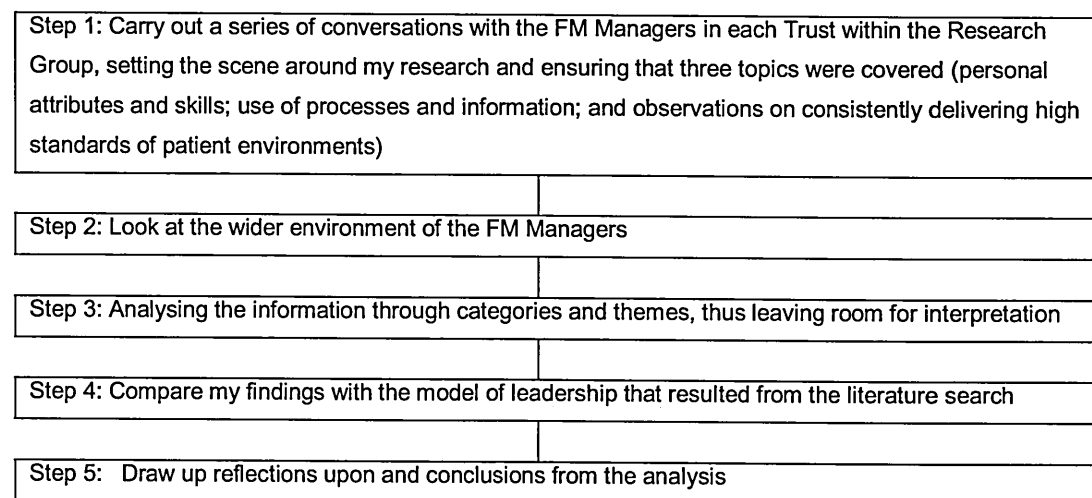 Step 1: Carry out a series of conversations with the FM Managers in each Trust within the Research
Group, setting the scene around my research and ensuring that three topics were covered (personal
attributes and skills; use of processes and information; and observations on consistently delivering high
standards of patient environments)
Step 2: Look at the wider environment of the FM Managers
Step 3: Analysing the information through categories and themes, thus leaving room for interpretation
Step 4: Compare my findings with the model of leadership that resulted from the literature search
Step 5: Draw up reflections upon and conclusions from the analysis